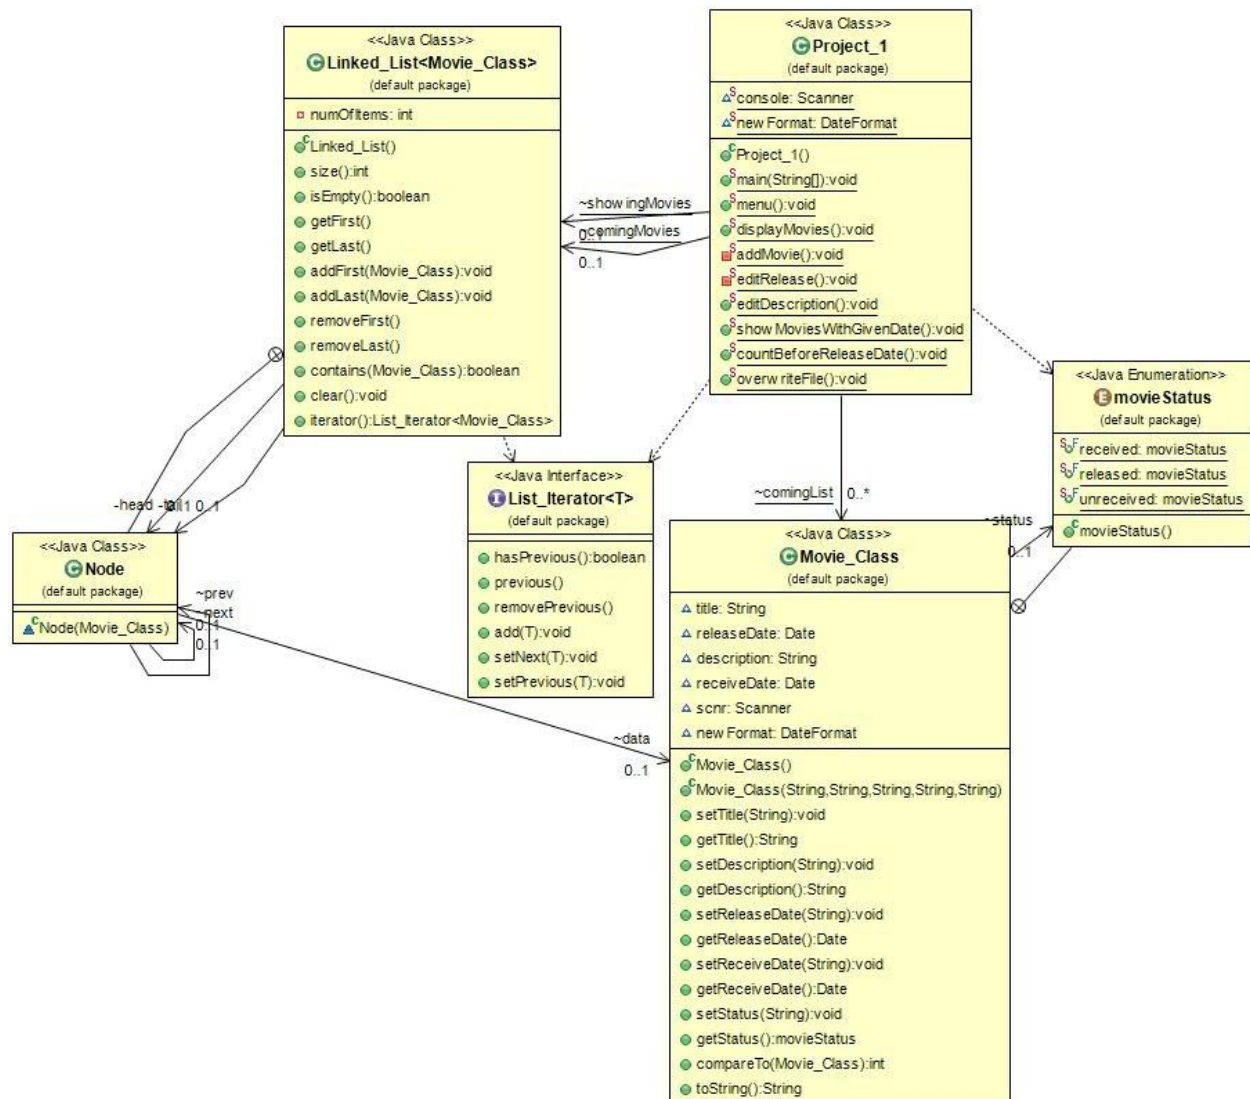 <<Java Class>>
Linked_List<Movie_Class>
(default package)
numOfItems: int
Linked_List()
size():int
isEmpty():boolean
getFirst()
getLast()
addFirst(Movie_Class):void
addLast(Movie_Class):void
removeFirst()
removeLast()
contains(Movie_Class):boolean
clear():void
iterator():List_Iterator<Movie_Class>
<<Java Class>>
Project_1
(default package)
console: Scanner
newFormat: DateFormat
Project_1()
main(String[]):void
menu():void
displayMovies():void
addMovie():void
editRelease():void
editDescription():void
showMoviesWithGivenDate():void
countBeforeReleaseDate():void
overwriteFile():void
~showingMovies
~comingMovies
0..1
<<Java Enumeration>>
movieStatus
(default package)
received: movieStatus
released: movieStatus
unreceived: movieStatus
movieStatus()
<<Java Interface>>
List_Iterator<T>
(default package)
hasPrevious():boolean
previous()
removePrevious()
add(T):void
setNext(T):void
setPrevious(T):void
-head -tail 0..1
<<Java Class>>
Node
(default package)
Node(Movie_Class)
~prev
~next
0..1
0..1
~comingList 0..*
~status
0..1
~data
0..1
<<Java Class>>
Movie_Class
(default package)
title: String
releaseDate: Date
description: String
receiveDate: Date
scnr: Scanner
newFormat: DateFormat
Movie_Class()
Movie_Class(String,String,String,String,String)
setTitle(String):void
getTitle():String
setDescription(String):void
getDescription():String
setReleaseDate(String):void
getReleaseDate():Date
setReceiveDate(String):void
getReceiveDate():Date
setStatus(String):void
getStatus():movieStatus
compareTo(Movie_Class):int
toString():String